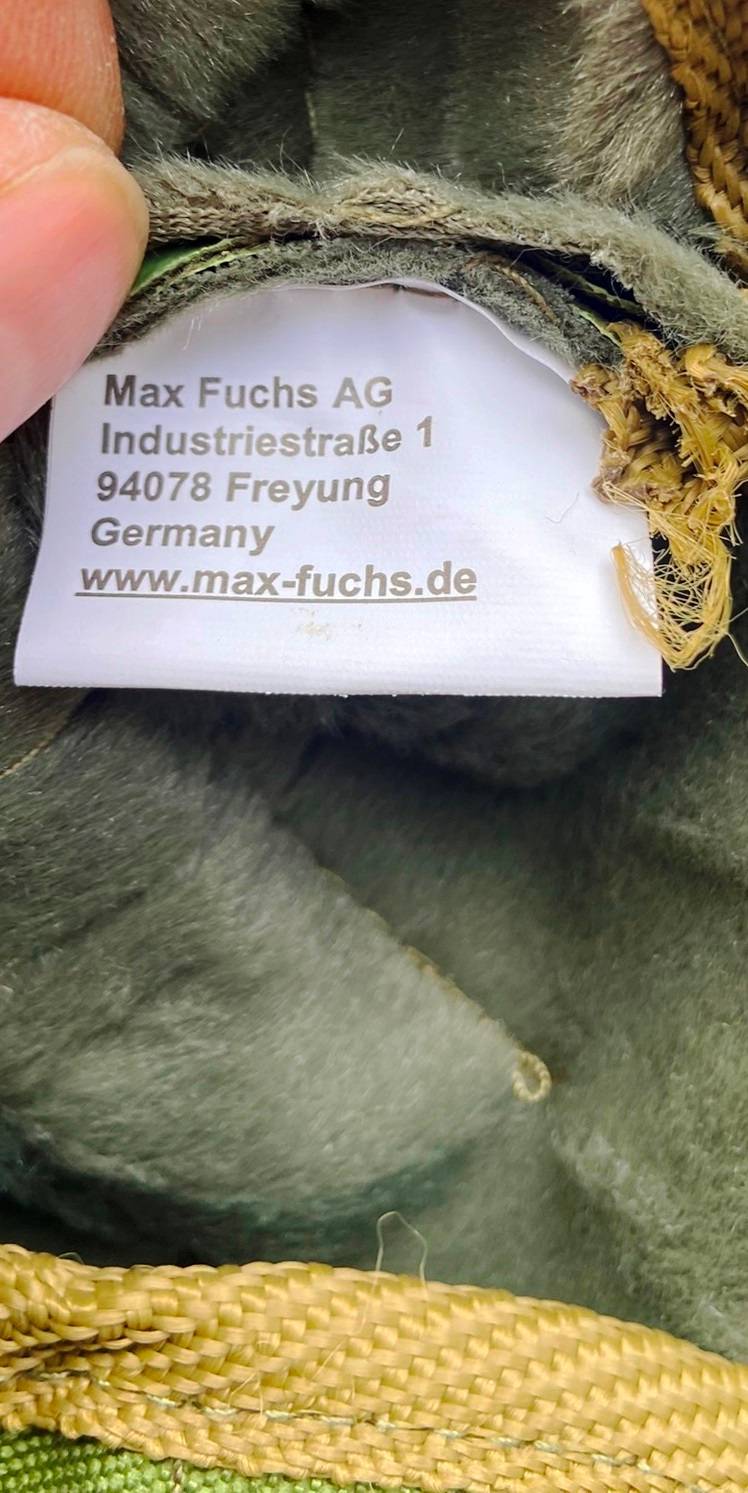 Max Fuchs AG
Industriestraße 1
94078 Freyung
Germany
www.max-fuchs.de